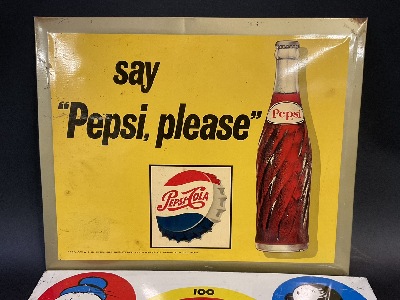 say
"Pepsi, please"
Pepsi
PEPSI-COLA
100